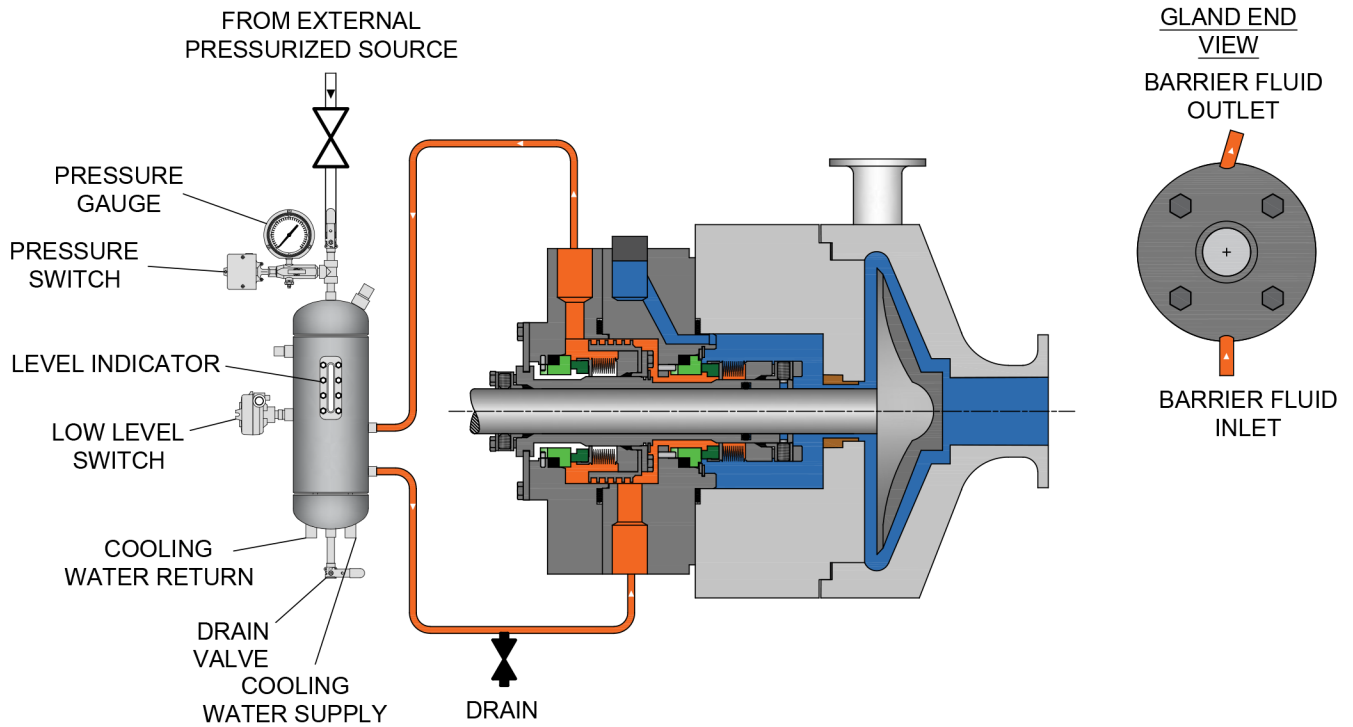 FROM EXTERNAL
PRESSURIZED SOURCE
PRESSURE
GAUGE
PRESSURE
SWITCH
LEVEL INDICATOR
LOW LEVEL
SWITCH
COOLING
WATER RETURN
DRAIN
VALVE
COOLING
WATER SUPPLY
DRAIN
GLAND END
VIEW
BARRIER FLUID
OUTLET
BARRIER FLUID
INLET